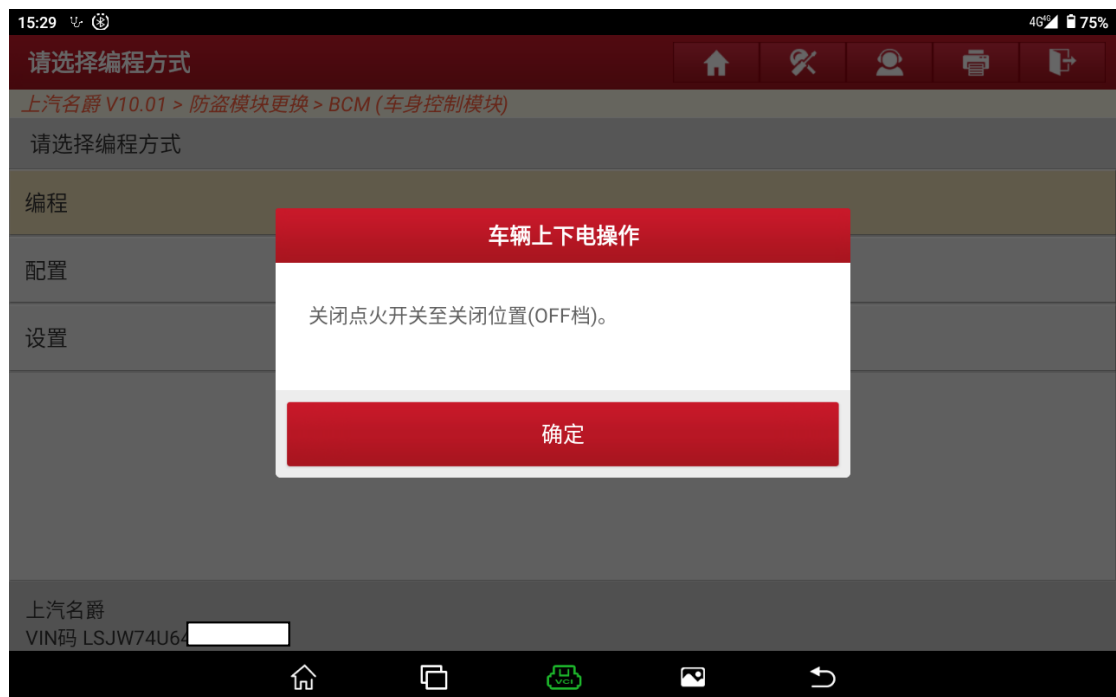 15:29
4G 4G 75%
请选择编程方式
上汽名爵 V10.01 > 防盗模块更换 > BCM (车身控制模块)
请选择编程方式
编程
车辆上下电操作
配置
关闭点火开关至关闭位置(OFF档)。
设置
确定
上汽名爵
VIN码 LSJW74U64
VCI